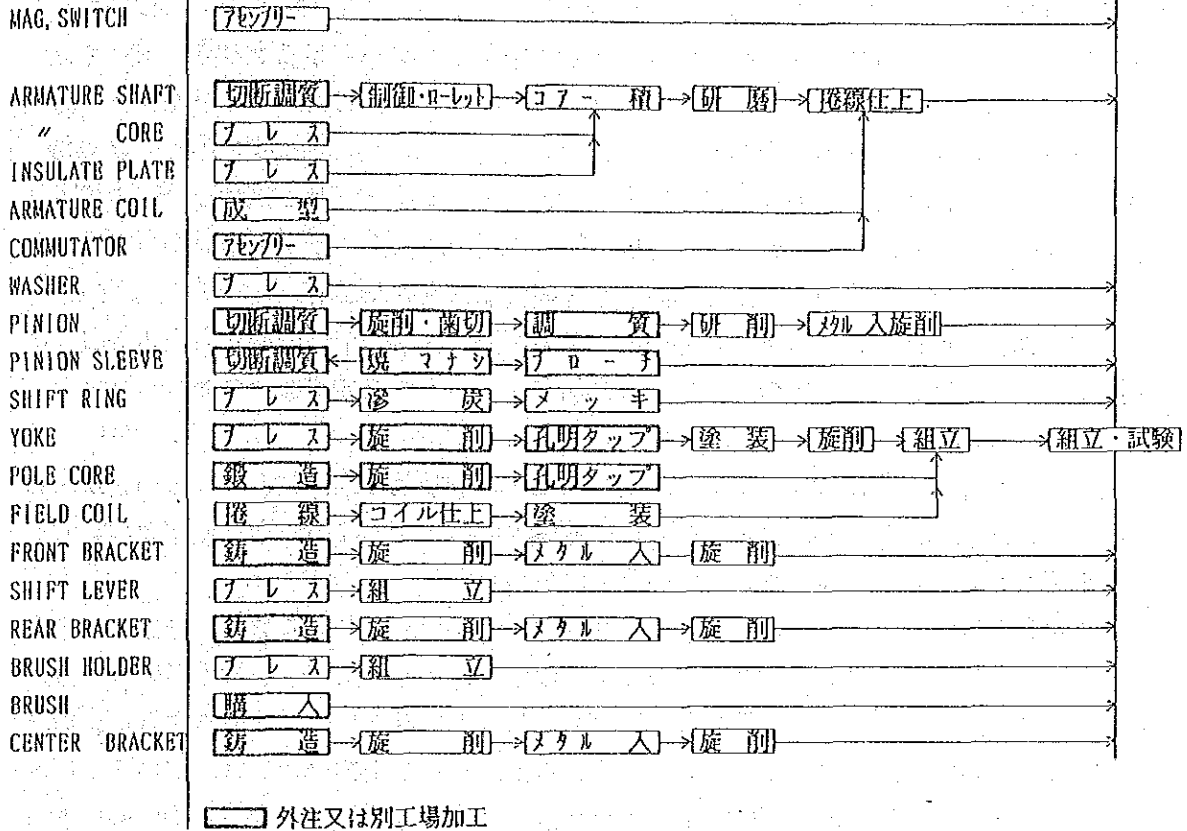 MAG, SWITCH アセンブリー
ARMATURE SHAFT 切断調質 制御・ローレット コアー 積 研 磨 捲線仕上
〃 CORE プ レ ス
INSULATE PLATE プ レ ス
ARMATURE COIL 成 型
COMMUTATOR アセンブリー
WASHER プ レ ス
PINION 切断調質 旋削・歯切 調 質 研 削 メタル入旋削
PINION SLEEVE 切断調質 焼 マ ナ シ ブ ロ ー チ
SHIFT RING プ レ ス 滲 炭 メ ッ キ
YOKE プ レ ス 旋 削 孔明タップ 塗 装 旋削 組立 組立・試験
POLE CORE 鍛 造 旋 削 孔明タップ
FIELD COIL 捲 線 コイル仕上 塗 装
FRONT BRACKET 鋳 造 旋 削 メ タ ル 入 旋 削
SHIFT LEVER プ レ ス 組 立
REAR BRACKET 鋳 造 旋 削 メ タ ル 入 旋 削
BRUSH HOLDER プ レ ス 組 立
BRUSH 購 入
CENTER BRACKET 鋳 造 旋 削 メ タ ル 入 旋 削
外注又は別工場加工